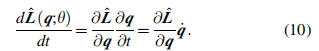 dL̂(q;θ)/dt = ∂L̂/∂q ∂q/∂t = ∂L̂/∂q q̇. (10)